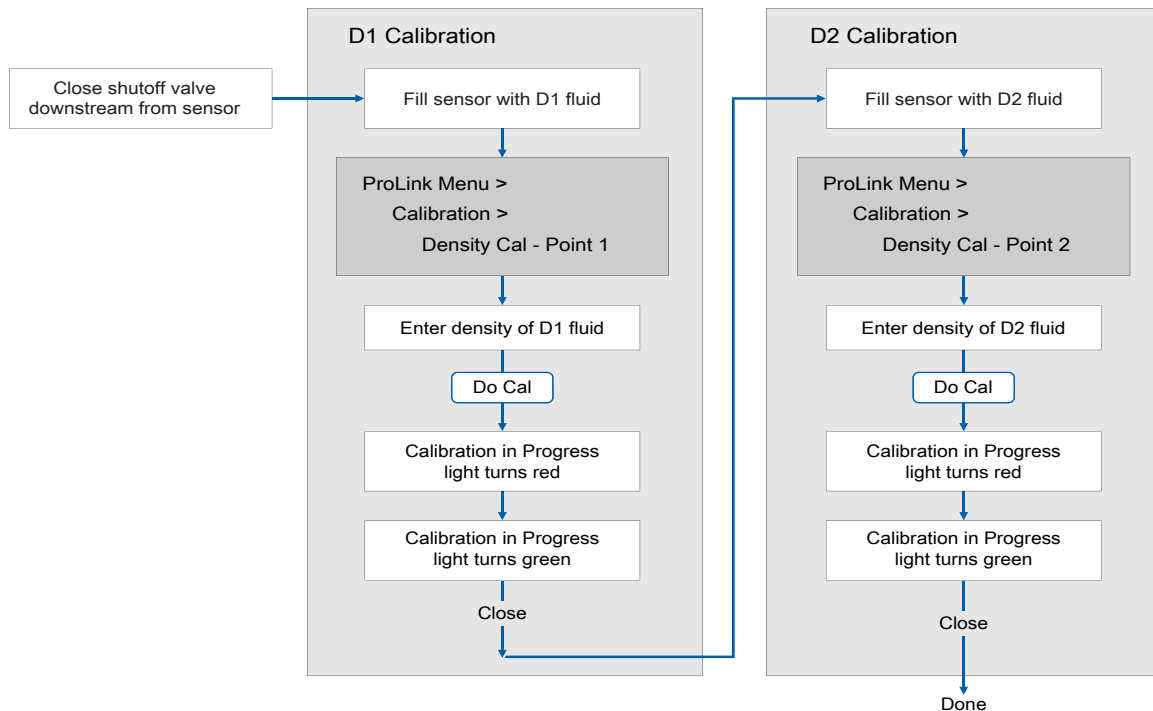 Close shutoff valve
downstream from sensor
D1 Calibration
Fill sensor with D1 fluid
ProLink Menu >
Calibration >
Density Cal - Point 1
Enter density of D1 fluid
Do Cal
Calibration in Progress
light turns red
Calibration in Progress
light turns green
Close
D2 Calibration
Fill sensor with D2 fluid
ProLink Menu >
Calibration >
Density Cal - Point 2
Enter density of D2 fluid
Do Cal
Calibration in Progress
light turns red
Calibration in Progress
light turns green
Close
Done